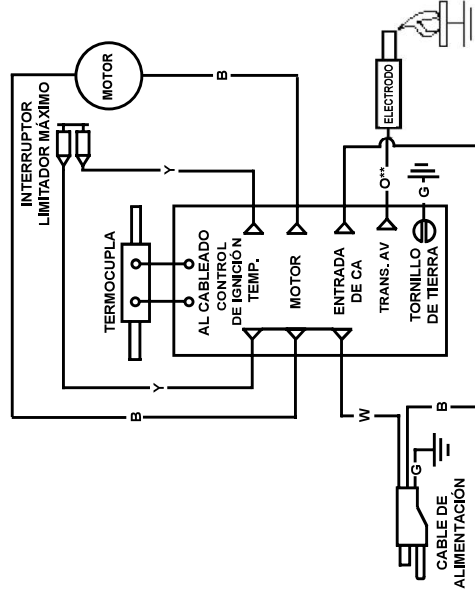 INTERRUPTOR
LIMITADOR MÁXIMO
MOTOR
B
Y
TERMOCUPLA
AL CABLEADO
CONTROL
DE IGNICIÓN
TEMP.
MOTOR
ENTRADA
DE CA
TRANS. AV
TORNILLO
DE TIERRA
ELECTRODO
O**
G
Y
B
W
B
G
CABLE DE
ALIMENTACIÓN